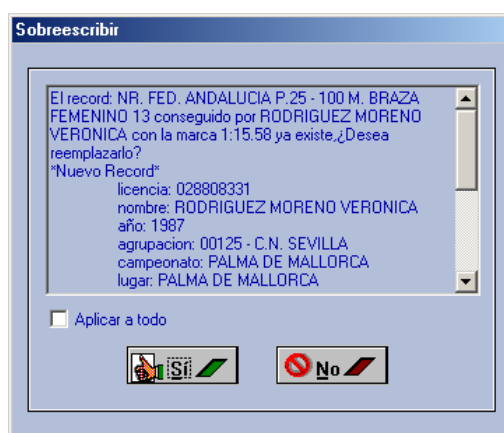 Sobreescribir
El record: NR. FED. ANDALUCIA P.25 - 100 M. BRAZA
FEMENINO 13 conseguido por RODRIGUEZ MORENO
VERONICA con la marca 1:15.58 ya existe,¿Desea
reemplazarlo?
*Nuevo Record*
licencia: 028808331
nombre: RODRIGUEZ MORENO VERONICA
año: 1987
agrupacion: 00125 - C.N. SEVILLA
campeonato: PALMA DE MALLORCA
lugar: PALMA DE MALLORCA
Aplicar a todo
Sí
No